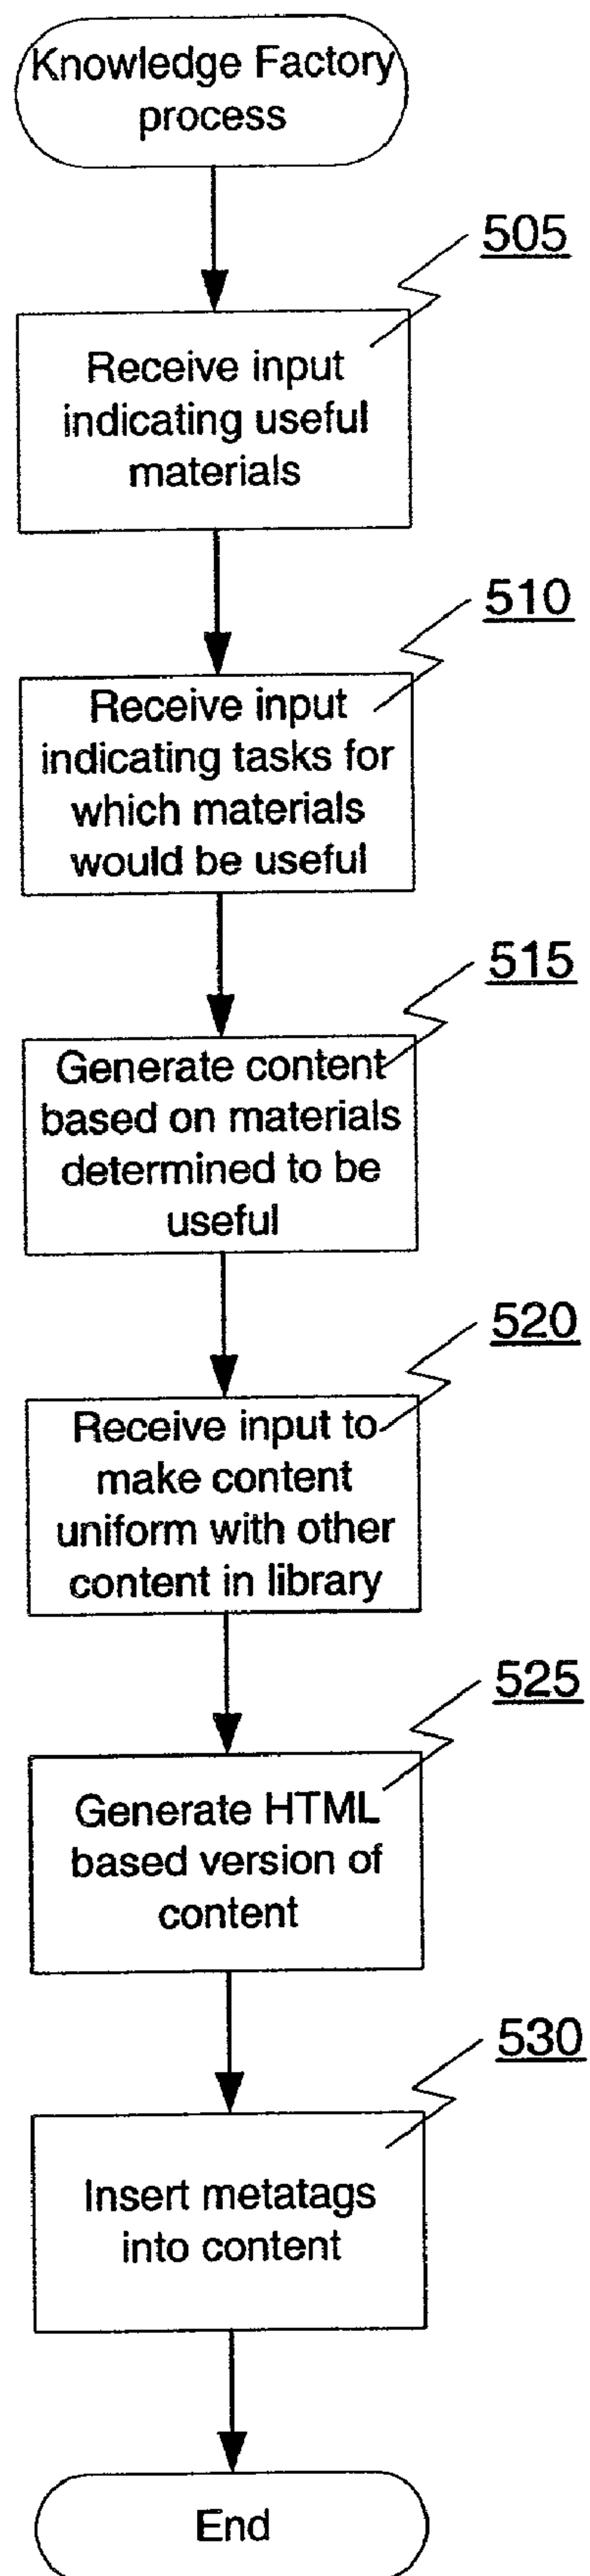 Knowledge Factory
process
505
Receive input
indicating useful
materials
510
Receive input
indicating tasks for
which materials
would be useful
515
Generate content
based on materials
determined to be
useful
520
Receive input to
make content
uniform with other
content in library
525
Generate HTML
based version of
content
530
Insert metatags
into content
End